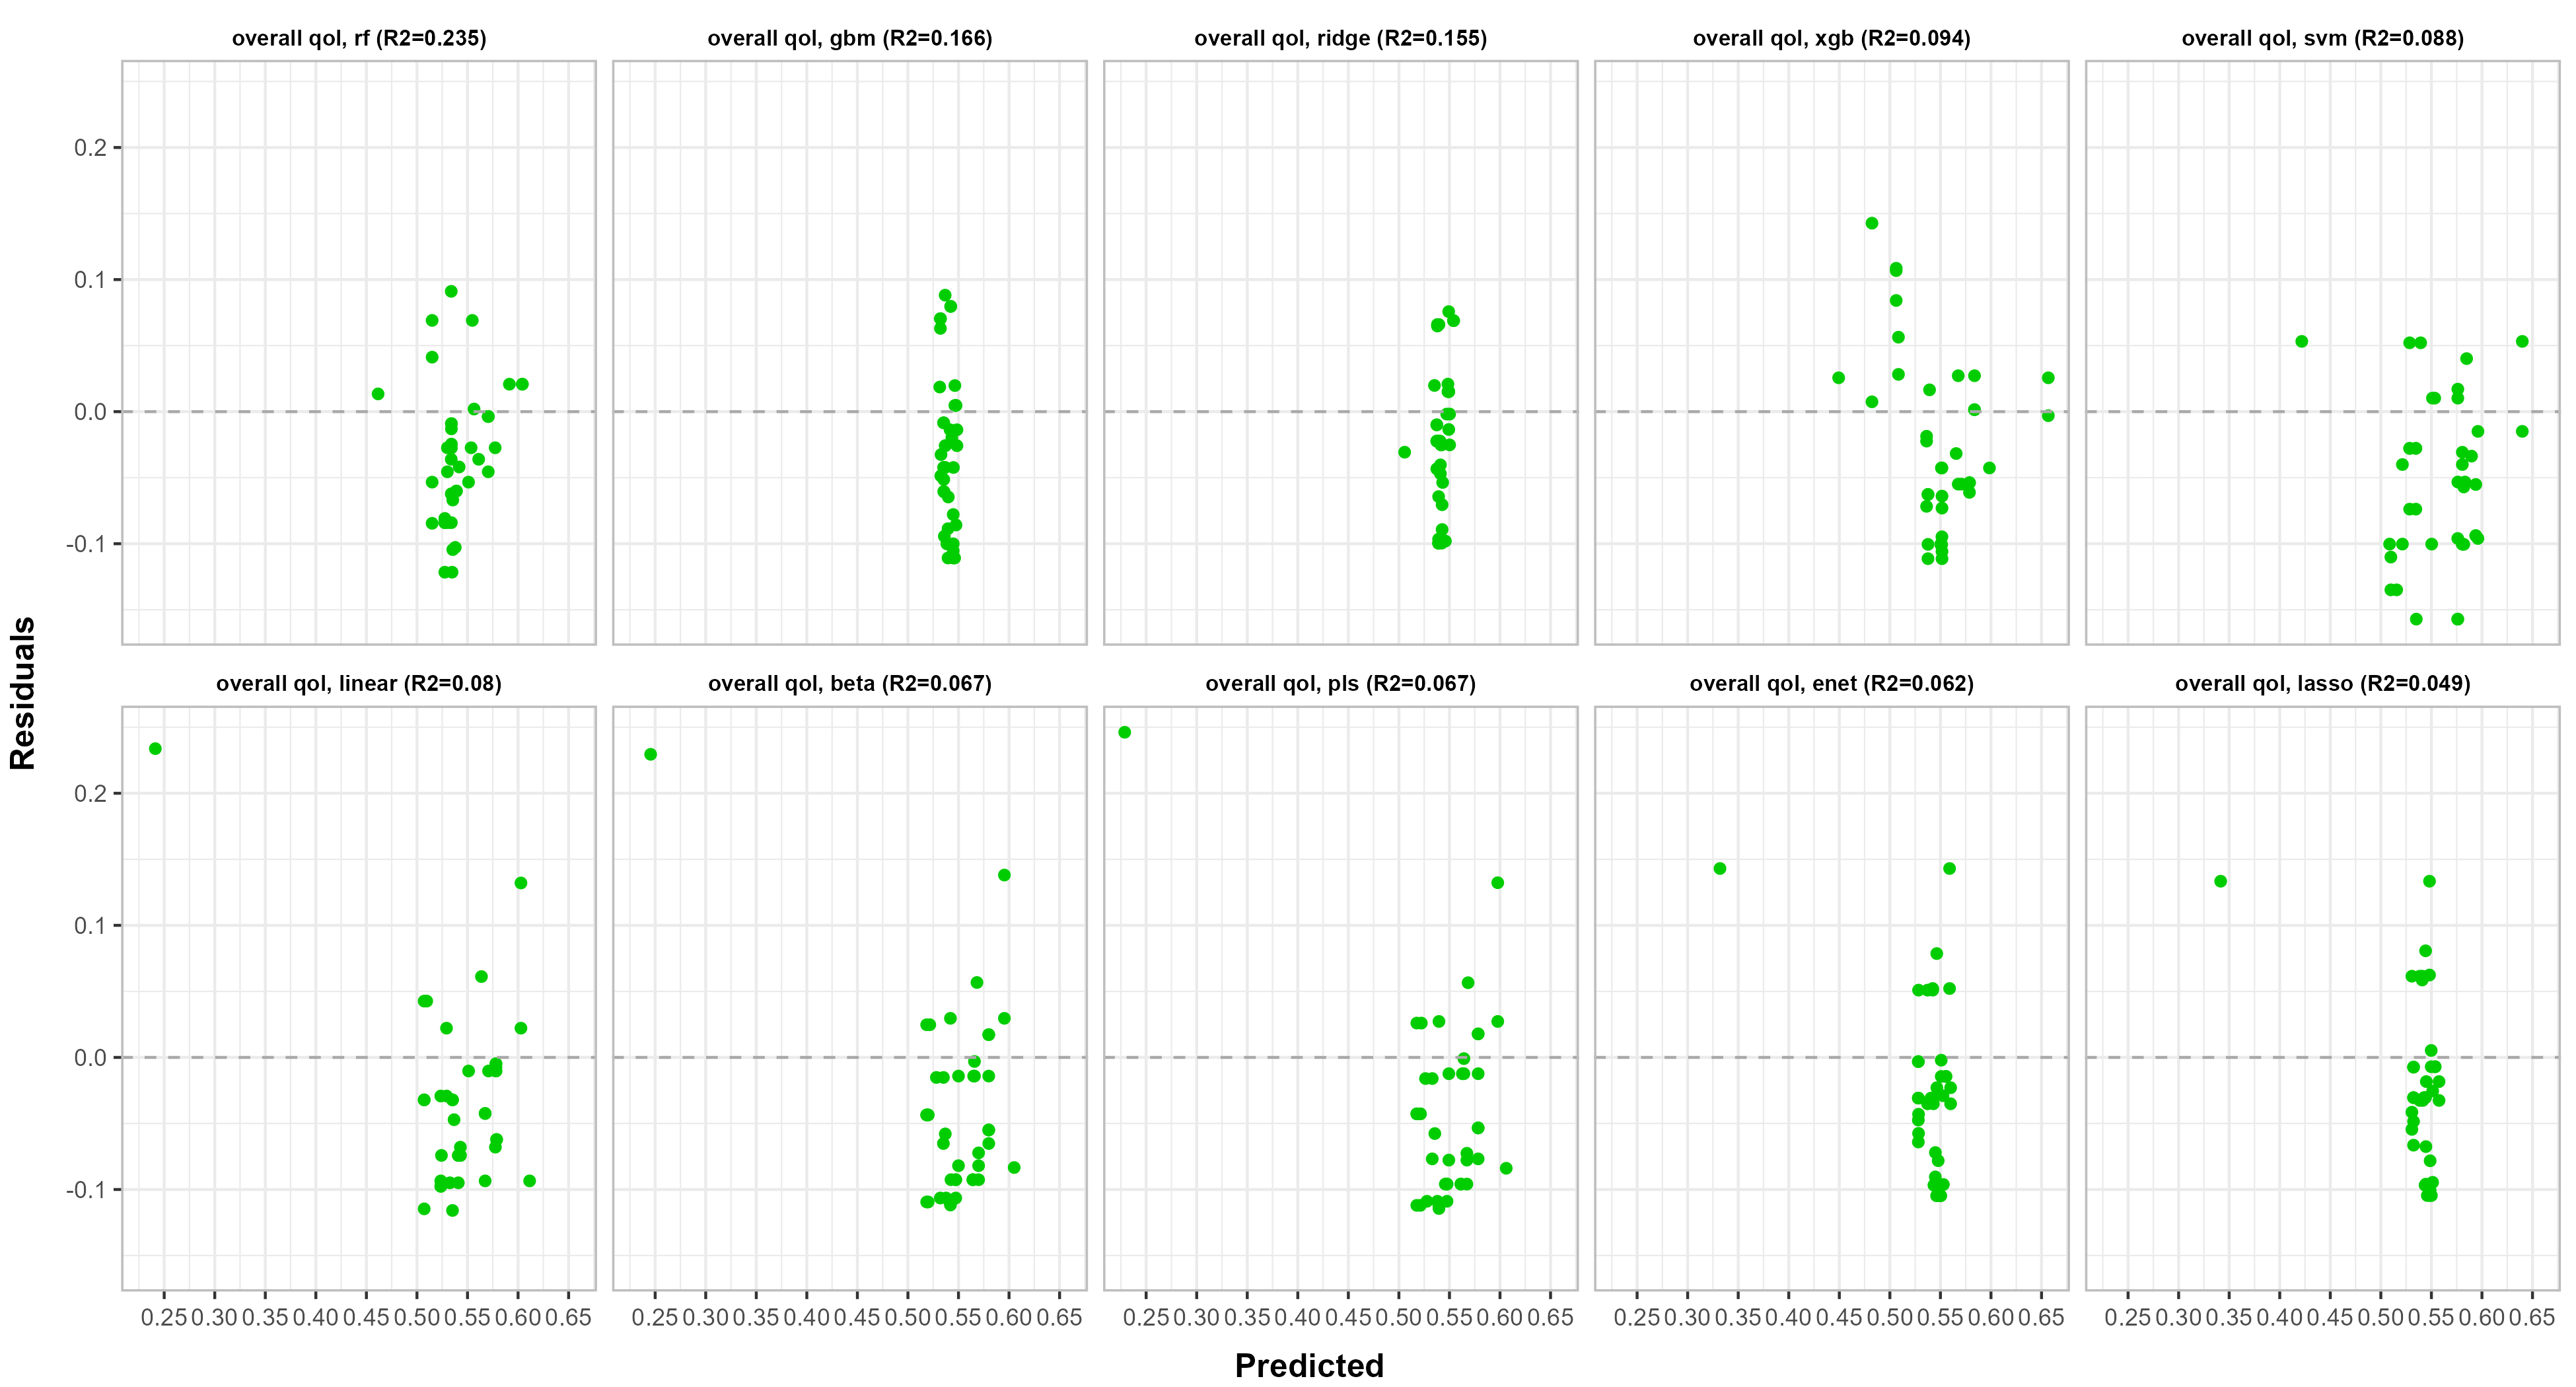 overall qol, rf (R2=0.235)
overall qol, gbm (R2=0.166)
overall qol, ridge (R2=0.155)
overall qol, xgb (R2=0.094)
overall qol, svm (R2=0.088)
0.2
0.1
0.0
-0.1
overall qol, linear (R2=0.08)
overall qol, beta (R2=0.067)
overall qol, pls (R2=0.067)
overall qol, enet (R2=0.062)
overall qol, lasso (R2=0.049)
0.2
0.1
0.0
-0.1
Residuals
0.25 0.30 0.35 0.40 0.45 0.50 0.55 0.60 0.65
0.25 0.30 0.35 0.40 0.45 0.50 0.55 0.60 0.65
0.25 0.30 0.35 0.40 0.45 0.50 0.55 0.60 0.65
0.25 0.30 0.35 0.40 0.45 0.50 0.55 0.60 0.65
0.25 0.30 0.35 0.40 0.45 0.50 0.55 0.60 0.65
Predicted